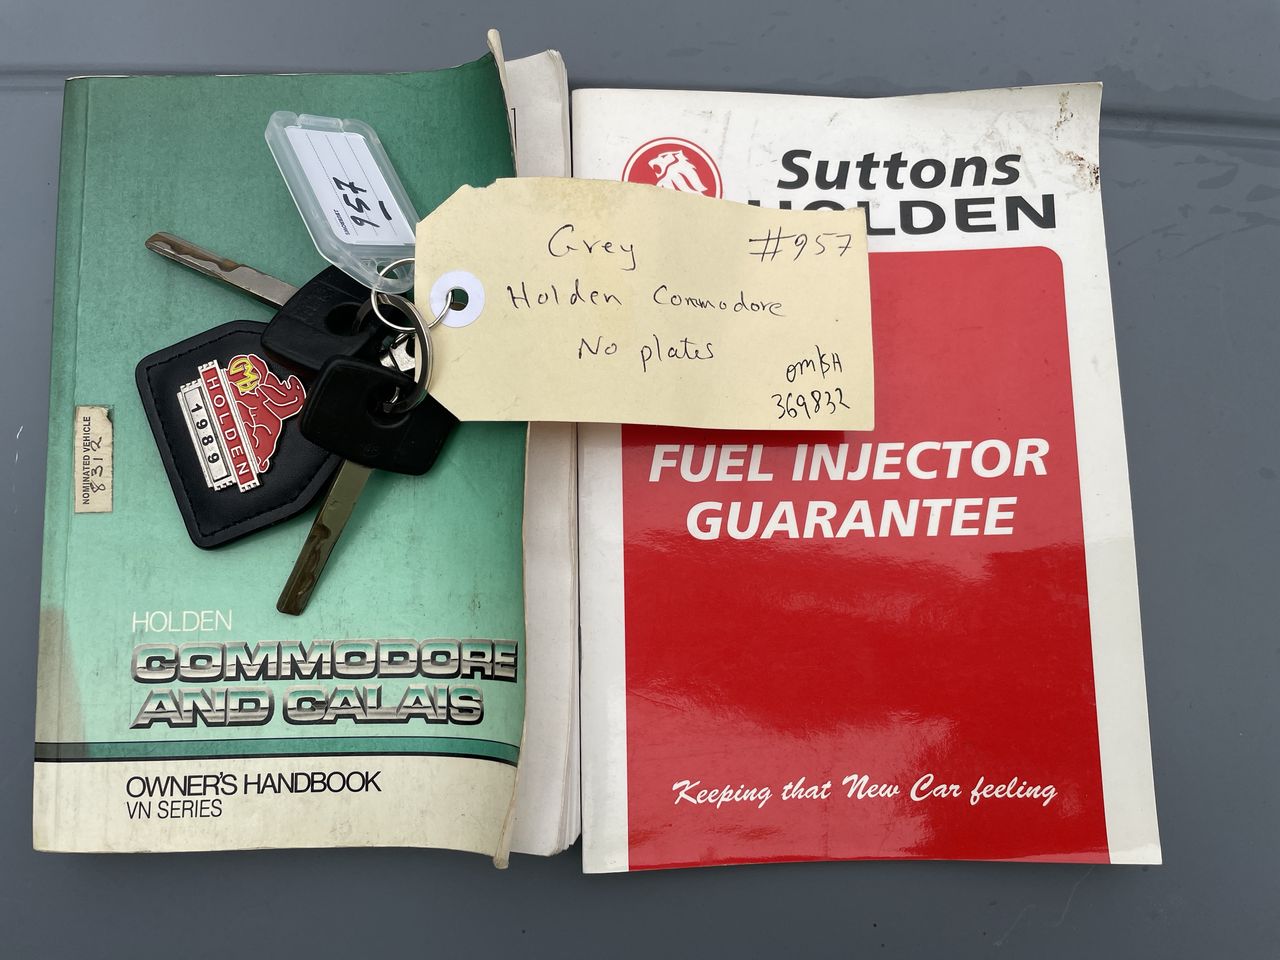 957
NOMINATED VEHICLE
8312
HOLDEN
1989
HOLDEN
COMMODORE
AND CALAIS
OWNER'S HANDBOOK
VN SERIES
Grey #957
Holden Commodore
No plates
369832
Suttons
HOLDEN
FUEL INJECTOR
GUARANTEE
Keeping that New Car feeling